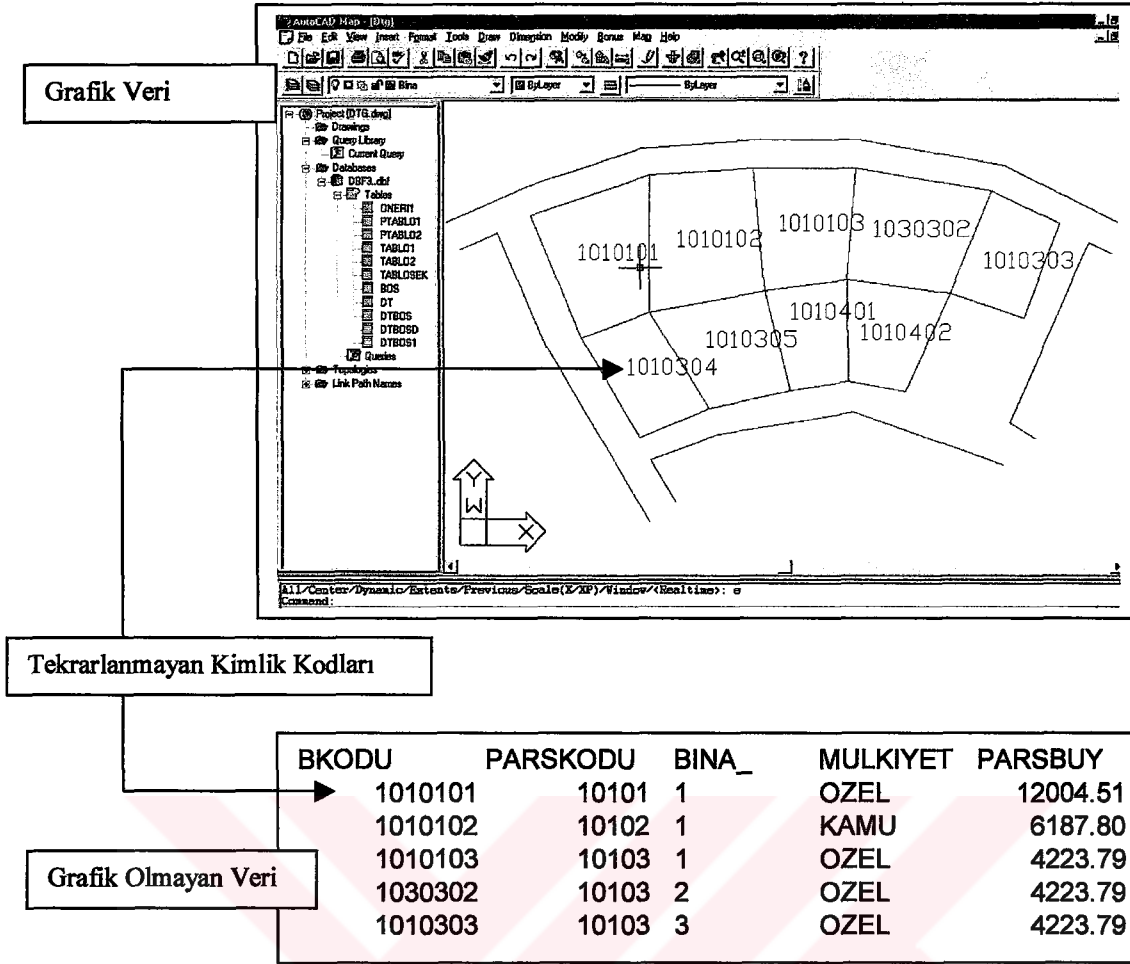 AutoCAD Map - [Dtg]
File Edit View Insert Format Tools Draw Dimension Modify Bonus Map Help
Bina ByLayer ByLayer
Grafik Veri
Project [DTG.dwg]
Drawings
Query Library
Current Query
Databases
DBF3..dbf
Tables
ONERI1
PTABLO1
PTABLO2
TABLO1
TABLO2
TABLOSEK
BOS
DT
DTBOS
DTBOSD
DTBOS1
Queries
Topologies
Link Path Names
1010101
1010102
1010103
1030302
1010303
1010304
1010305
1010401
1010402
Y
W
X
All/Center/Dynamic/Extents/Previous/Scale(X/XP)/Window/<Realtime>: e
Command:
Tekrarlanmayan Kimlik Kodları
BKODU PARSKODU BINA_ MULKIYET PARSBUY
1010101 10101 1 OZEL 12004.51
1010102 10102 1 KAMU 6187.80
1010103 10103 1 OZEL 4223.79
1030302 10103 2 OZEL 4223.79
1010303 10103 3 OZEL 4223.79
Grafik Olmayan Veri